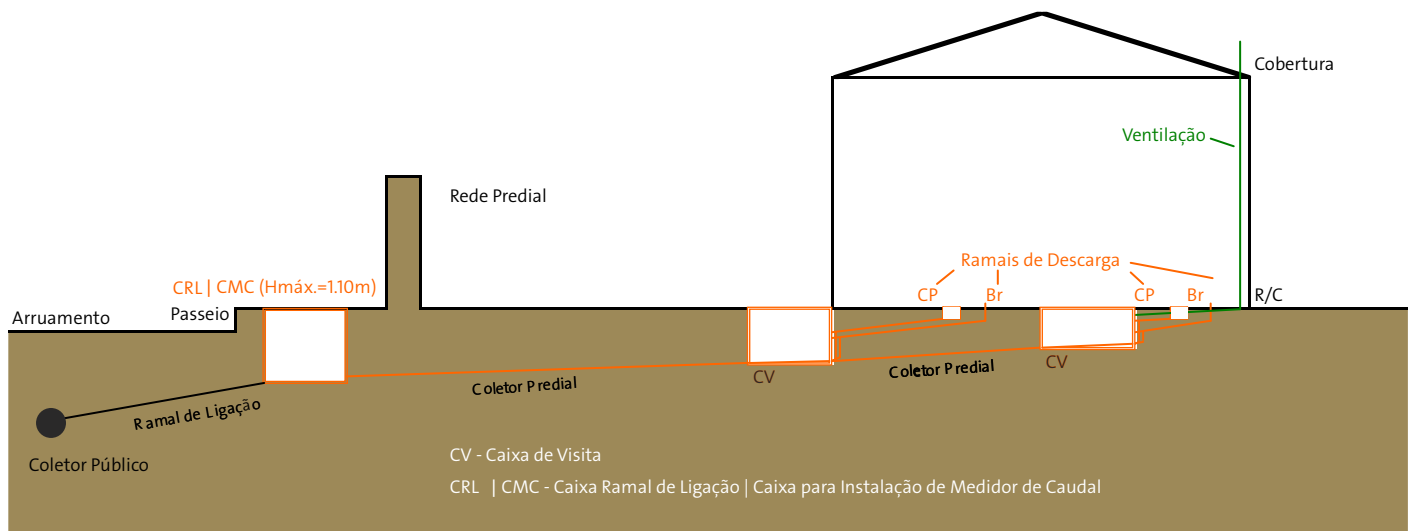 Cobertura
Ventilação
Rede Predial
Ramais de Descarga
CRL | CMC (Hmáx.=1.10m)
CP
Br
CP
Br
R/C
Arruamento
Passeio
CV
Coletor Predial
CV
Coletor Predial
Ramal de Ligação
Coletor Público
CV - Caixa de Visita
CRL | CMC - Caixa Ramal de Ligação | Caixa para Instalação de Medidor de Caudal